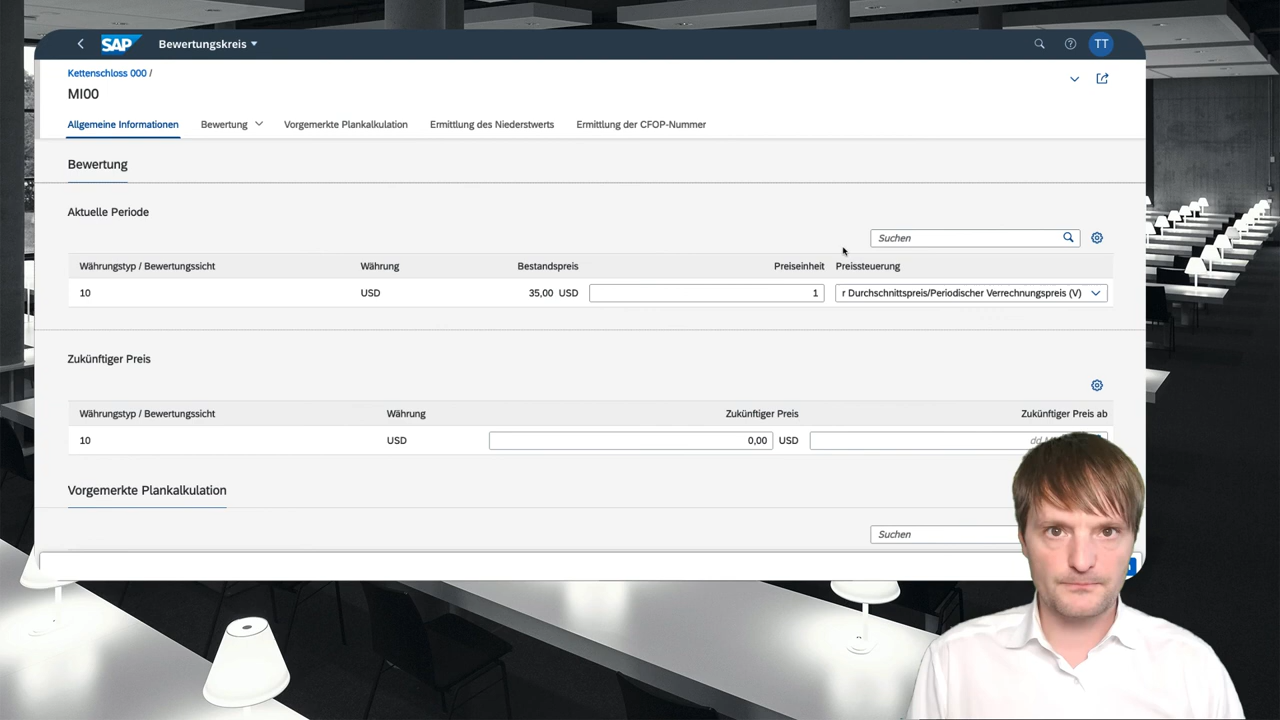 SAP Bewertungskreis TT
Kettenschloss 000 /
MI00
Allgemeine Informationen Bewertung Vorgemerkte Plankalkulation Ermittlung des Niederstwerts Ermittlung der CFOP-Nummer
Bewertung
Aktuelle Periode
Suchen
Währungstyp / Bewertungssicht Währung Bestandspreis Preiseinheit Preissteuerung
10 USD 35,00 USD 1 r Durchschnittspreis/Periodischer Verrechnungspreis (V)
Zukünftiger Preis
Währungstyp / Bewertungssicht Währung Zukünftiger Preis Zukünftiger Preis ab
10 USD 0,00 USD
Vorgemerkte Plankalkulation
Suchen